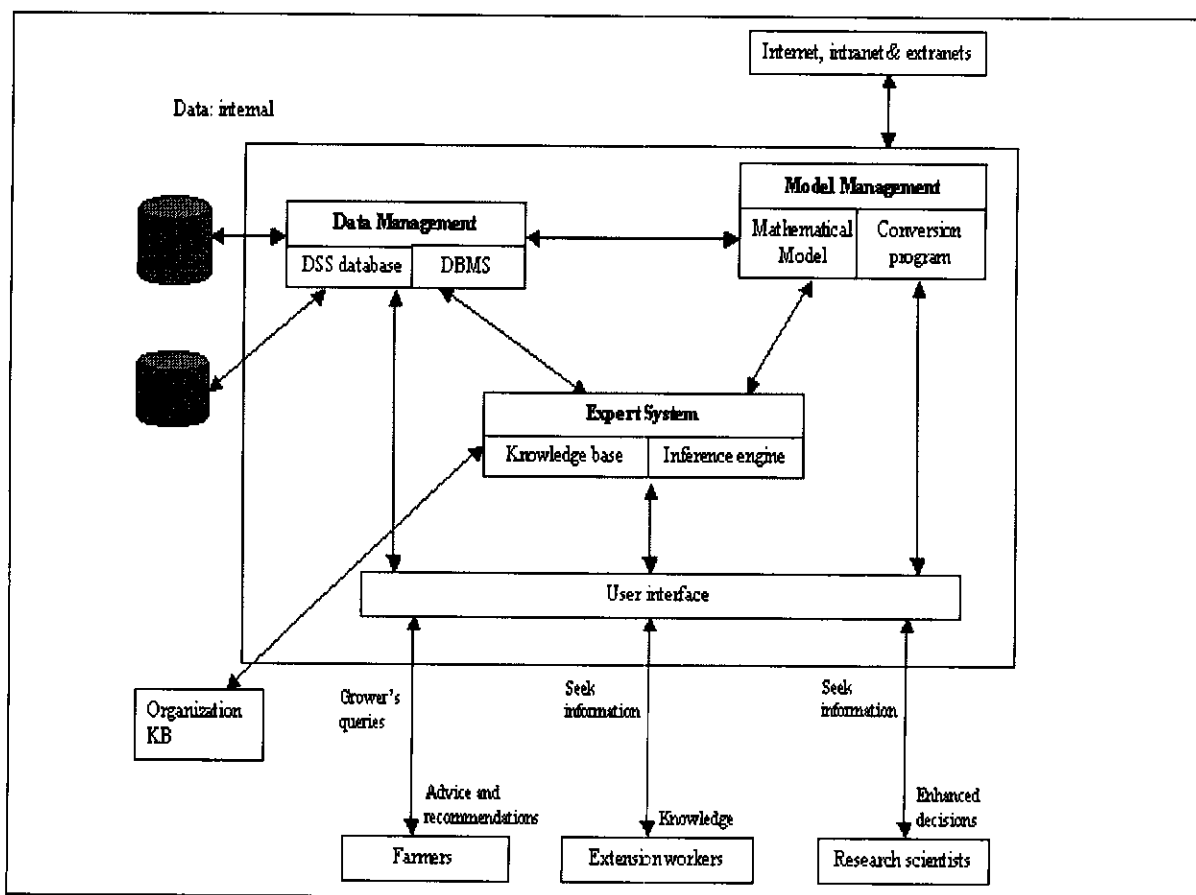 Internet, intranet & extranets
Data: internal
Model Management
Mathematical
Model
Conversion
program
Data Management
DSS database
DBMS
Expert System
Knowledge base
Inference engine
User interface
Organization
KB
Grower's
queries
Seek
information
Seek
information
Advice and
recommendations
Knowledge
Enhanced
decisions
Farmers
Extension workers
Research scientists